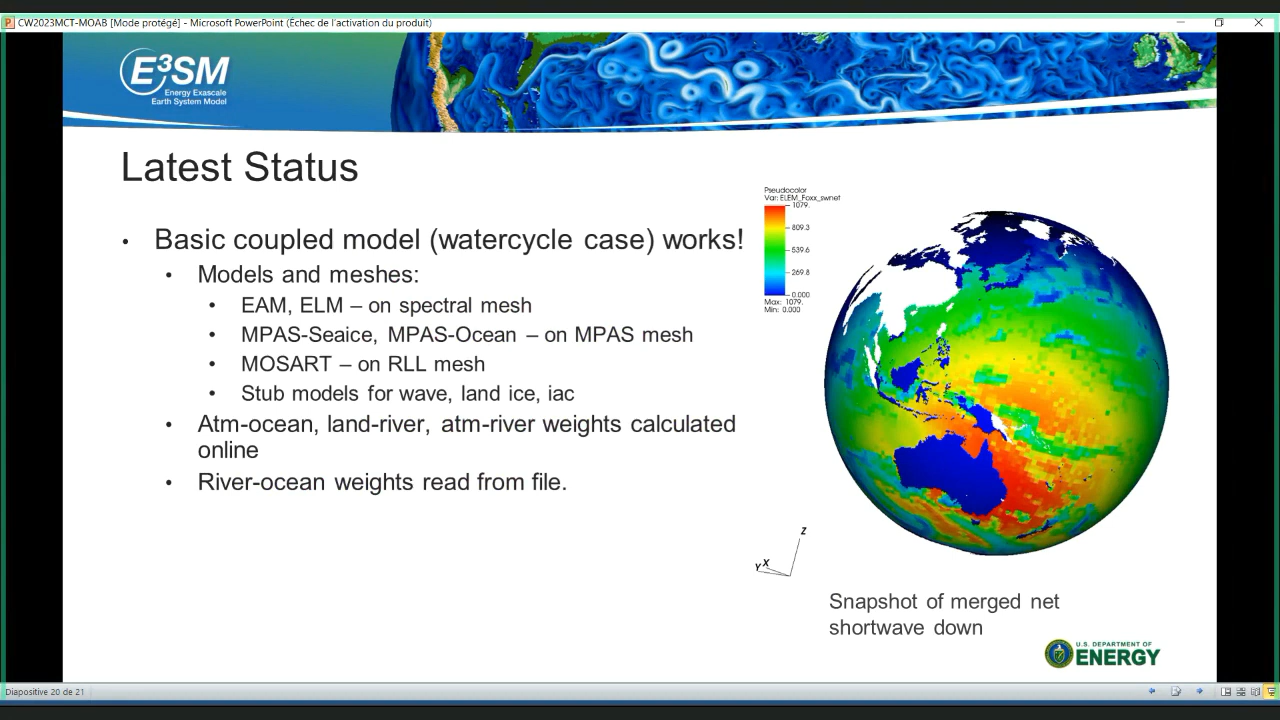 CW2023MCT-MOAB [Mode protégé] - Microsoft PowerPoint (Échec de l'activation du produit)
E³SM
Energy Exascale
Earth System Model
Latest Status
• Basic coupled model (watercycle case) works!
• Models and meshes:
• EAM, ELM – on spectral mesh
• MPAS-Seaice, MPAS-Ocean – on MPAS mesh
• MOSART – on RLL mesh
• Stub models for wave, land ice, iac
• Atm-ocean, land-river, atm-river weights calculated
online
• River-ocean weights read from file.
Pseudocolor
Var: ELEM_Foxx_swnet
1079.
809.3
539.6
269.8
0.000
Max: 1079.
Min: 0.000
Z
Y X
Snapshot of merged net
shortwave down
U.S. DEPARTMENT OF
ENERGY
Diapositive 20 de 21